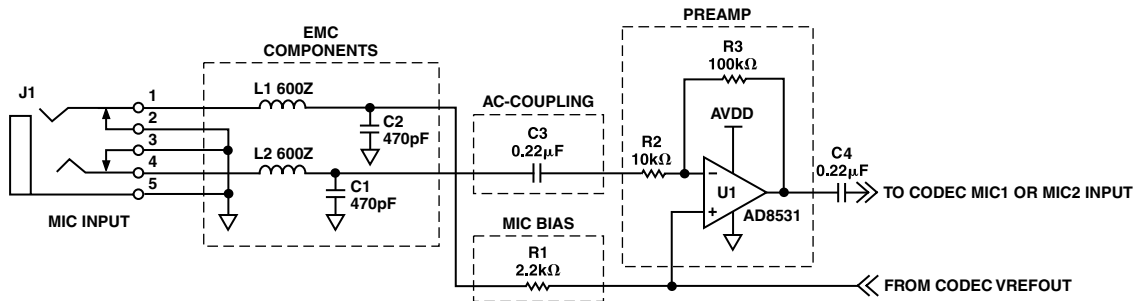 PREAMP
EMC
COMPONENTS
R3
100kΩ
J1
1
L1 600Z
AC-COUPLING
AVDD
2
C2
470pF
C3
0.22µF
R2
10kΩ
3
L2 600Z
C4
0.22µF
4
–
U1
+
AD8531
TO CODEC MIC1 OR MIC2 INPUT
5
C1
470pF
MIC INPUT
MIC BIAS
R1
2.2kΩ
FROM CODEC VREFOUT